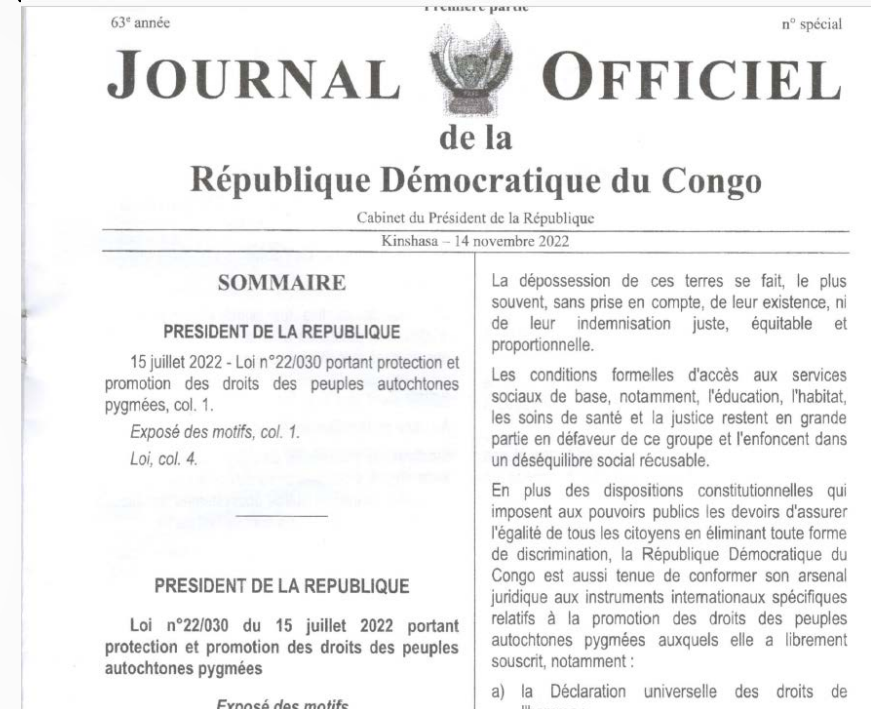 Première partie
63e année
n° spécial
JOURNAL OFFICIEL
de la
République Démocratique du Congo
Cabinet du Président de la République
Kinshasa – 14 novembre 2022
SOMMAIRE
PRESIDENT DE LA REPUBLIQUE
15 juillet 2022 - Loi n°22/030 portant protection et
promotion des droits des peuples autochtones
pygmées, col. 1.
Exposé des motifs, col. 1.
Loi, col. 4.
PRESIDENT DE LA REPUBLIQUE
Loi n°22/030 du 15 juillet 2022 portant
protection et promotion des droits des peuples
autochtones pygmées
Exposé des motifs
La dépossession de ces terres se fait, le plus
souvent, sans prise en compte, de leur existence, ni
de leur indemnisation juste, équitable et
proportionnelle.
Les conditions formelles d'accès aux services
sociaux de base, notamment, l'éducation, l'habitat,
les soins de santé et la justice restent en grande
partie en défaveur de ce groupe et l'enfoncent dans
un déséquilibre social récusable.
En plus des dispositions constitutionnelles qui
imposent aux pouvoirs publics les devoirs d'assurer
l'égalité de tous les citoyens en éliminant toute forme
de discrimination, la République Démocratique du
Congo est aussi tenue de conformer son arsenal
juridique aux instruments internationaux spécifiques
relatifs à la promotion des droits des peuples
autochtones pygmées auxquels elle a librement
souscrit, notamment :
a) la Déclaration universelle des droits de